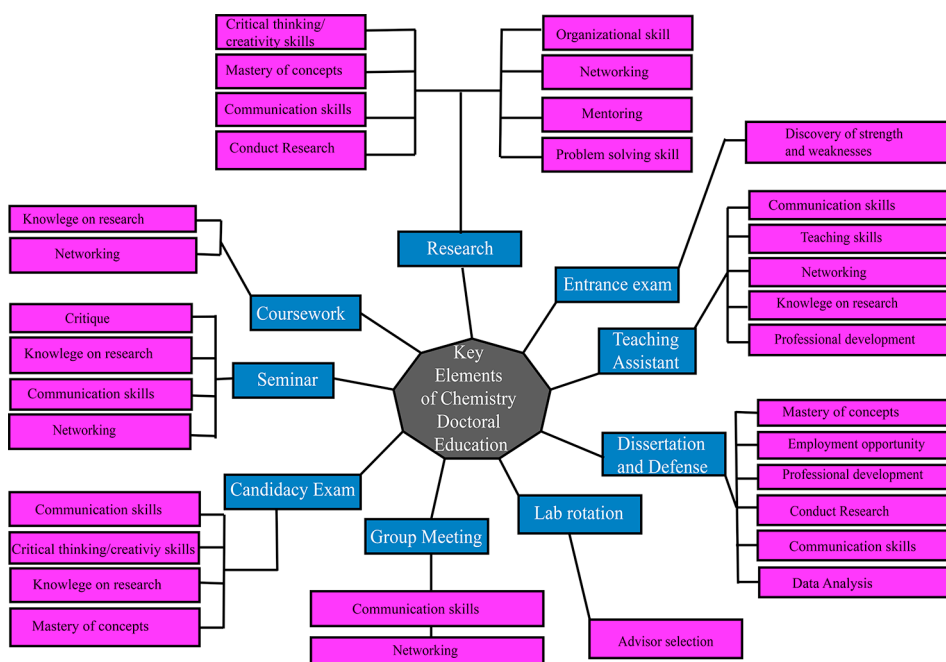 Critical thinking/
creativity skills
Mastery of concepts
Communication skills
Conduct Research
Organizational skill
Networking
Mentoring
Problem solving skill
Research
Discovery of strength
and weaknesses
Entrance exam
Communication skills
Teaching skills
Networking
Knowlege on research
Professional development
Teaching
Assistant
Knowlege on research
Networking
Coursework
Critique
Knowlege on research
Communication skills
Networking
Seminar
Key
Elements
of Chemistry
Doctoral
Education
Mastery of concepts
Employment opportunity
Professional development
Conduct Research
Communication skills
Data Analysis
Dissertation
and Defense
Candidacy Exam
Communication skills
Critical thinking/creativiy skills
Knowlege on research
Mastery of concepts
Group Meeting
Communication skills
Networking
Lab rotation
Advisor selection